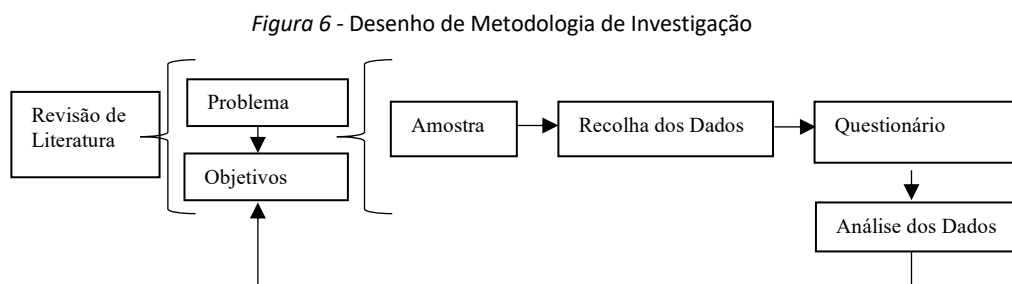 Figura 6 - Desenho de Metodologia de Investigação
Revisão de
Literatura
Problema
Objetivos
Amostra
Recolha dos Dados
Questionário
Análise dos Dados